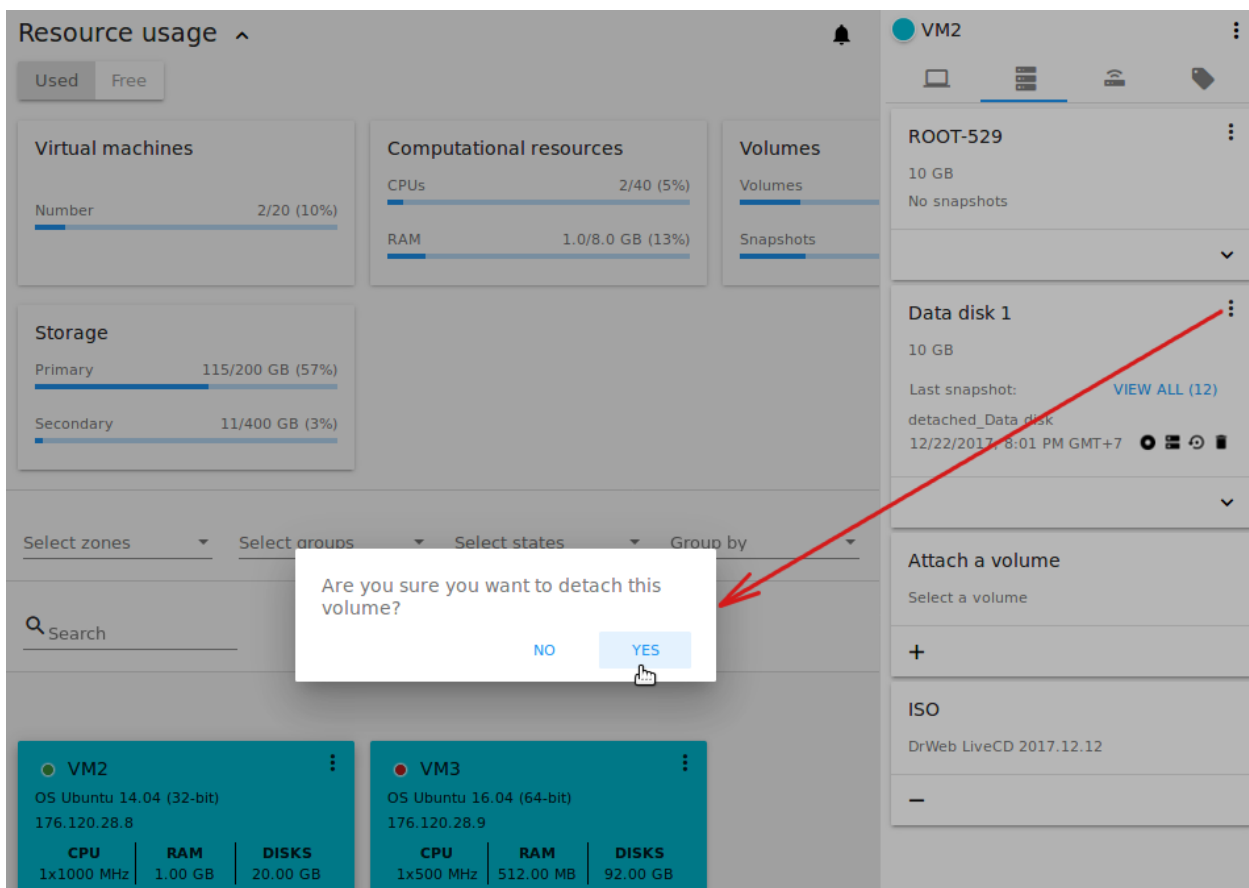 Resource usage
Used Free
Virtual machines
Number 2/20 (10%)
Computational resources
CPUs 2/40 (5%)
RAM 1.0/8.0 GB (13%)
Volumes
Volumes
Snapshots
Storage
Primary 115/200 GB (57%)
Secondary 11/400 GB (3%)
Select zones Select groups Select states Group by
Search
Are you sure you want to detach this
volume?
NO YES
VM2
OS Ubuntu 14.04 (32-bit)
176.120.28.8
CPU RAM DISKS
1x1000 MHz 1.00 GB 20.00 GB
VM3
OS Ubuntu 16.04 (64-bit)
176.120.28.9
CPU RAM DISKS
1x500 MHz 512.00 MB 92.00 GB
VM2
ROOT-529
10 GB
No snapshots
Data disk 1
10 GB
Last snapshot: VIEW ALL (12)
detached_Data disk
12/22/2017, 8:01 PM GMT+7
Attach a volume
Select a volume
ISO
DrWeb LiveCD 2017.12.12